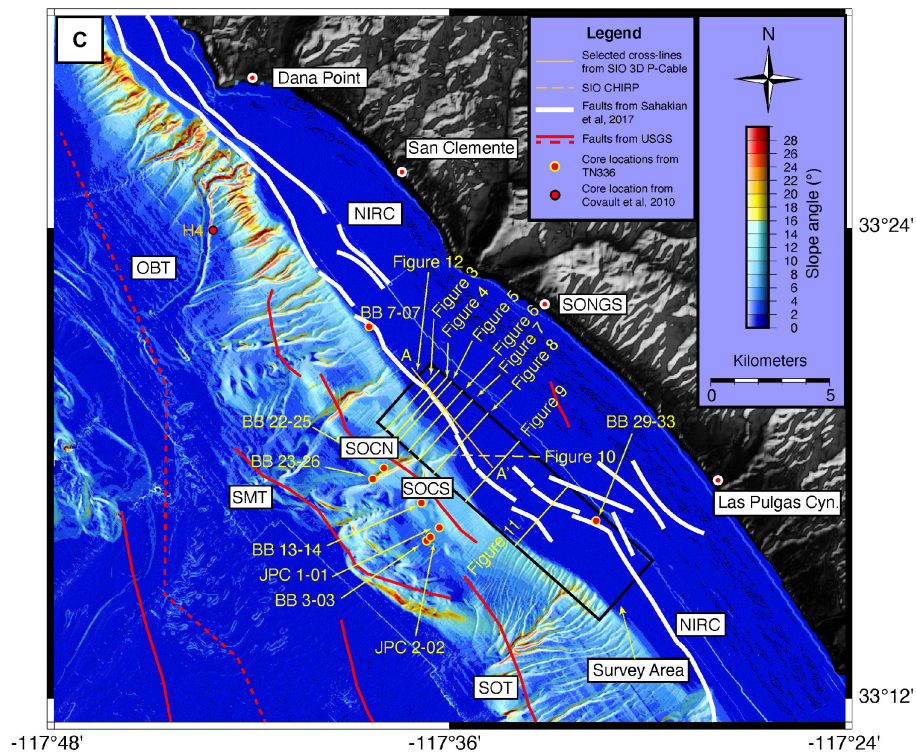 C
Dana Point
San Clemente
NIRC
H4
OBT
Figure 12
Figure 3
Figure 4
Figure 5
Figure 6
Figure 7
Figure 8
SONGS
BB 7-07
A
Figure 9
BB 22-25
BB 29-33
SOCN
Figure 10
BB 23-26
A'
SOCS
SMT
Las Pulgas Cyn.
Figure 11
BB 13-14
JPC 1-01
BB 3-03
JPC 2-02
NIRC
Survey Area
SOT
Legend
Selected cross-lines
from SIO 3D P-Cable
SIO CHIRP
Faults from Sahakian
et al, 2017
Faults from USGS
Core locations from
TN336
Core location from
Covault et al, 2010
N
28
26
24
22
20
18
16
14
12
10
8
6
4
2
0
Slope angle (°)
Kilometers
0 5
33°24'
33°12'
-117°48' -117°36' -117°24'